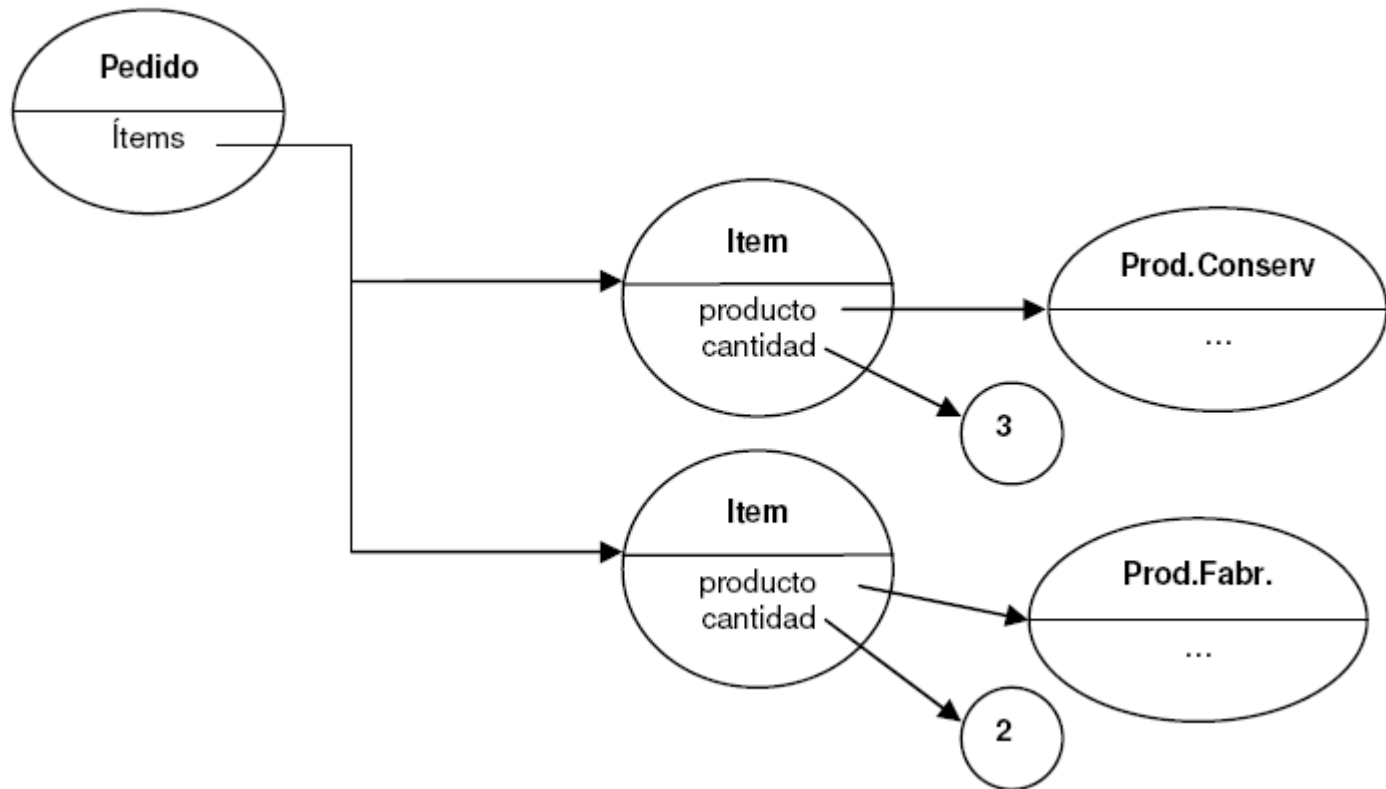 Pedido
Ítems
Item
producto
cantidad
Prod.Conserv
...
3
Item
producto
cantidad
Prod.Fabr.
...
2